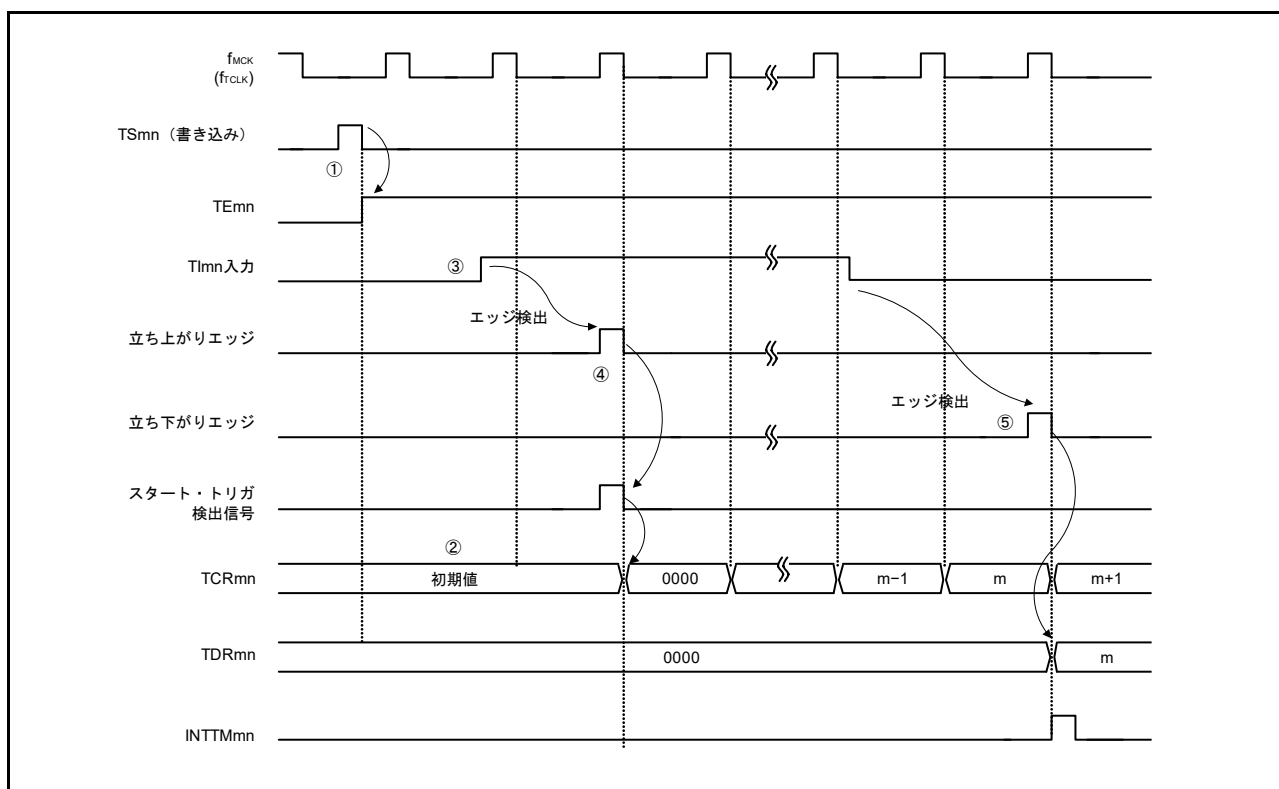 fMCK
(fTCLK)
TSmn（書き込み）
①
TEmn
TImn入力
③
エッジ検出
立ち上がりエッジ
④
エッジ検出
立ち下がりエッジ
⑤
スタート・トリガ
検出信号
②
TCRmn
初期値
0000
m−1
m
m+1
TDRmn
0000
m
INTTMmn